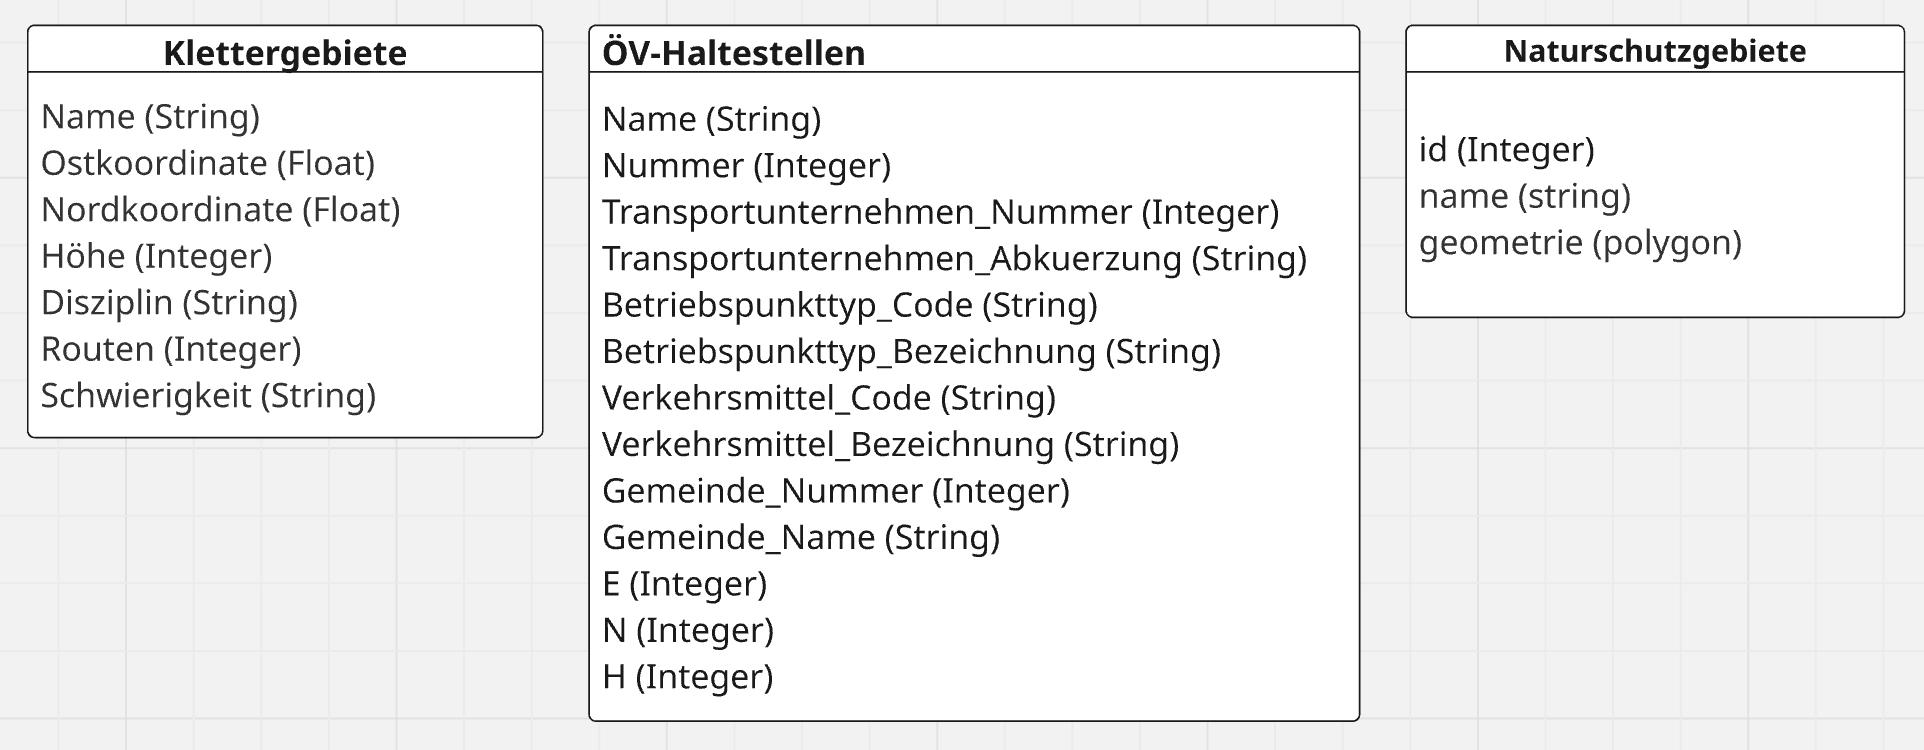 Klettergebiete
Name (String)
Ostkoordinate (Float)
Nordkoordinate (Float)
Höhe (Integer)
Disziplin (String)
Routen (Integer)
Schwierigkeit (String)
ÖV-Haltestellen
Name (String)
Nummer (Integer)
Transportunternehmen_Nummer (Integer)
Transportunternehmen_Abkuerzung (String)
Betriebspunkttyp_Code (String)
Betriebspunkttyp_Bezeichnung (String)
Verkehrsmittel_Code (String)
Verkehrsmittel_Bezeichnung (String)
Gemeinde_Nummer (Integer)
Gemeinde_Name (String)
E (Integer)
N (Integer)
H (Integer)
Naturschutzgebiete
id (Integer)
name (string)
geometrie (polygon)